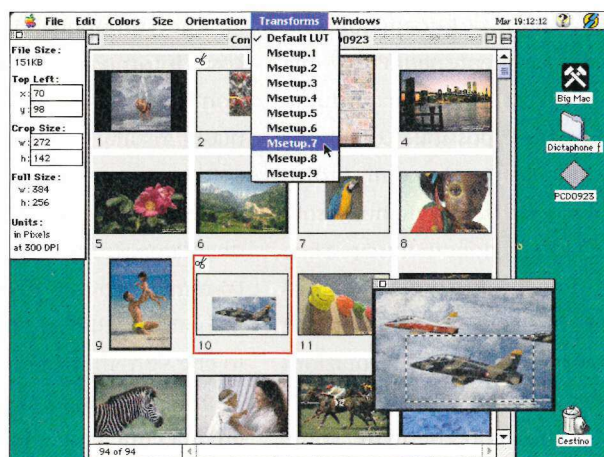 File Edit Colors Size Orientation Transforms Windows
Mar 19:12:12
File Size:
151KB
Top Left:
x: 70
y: 98
Crop Size:
w: 272
h: 142
Full Size:
w: 384
h: 256
Units:
in Pixels
at 300 DPI
Con
D0923
✓ Default LUT
Msetup.1
Msetup.2
Msetup.3
Msetup.4
Msetup.5
Msetup.6
Msetup.7
Msetup.8
Msetup.9
1
2
4
5
6
7
8
9
10
11
94 of 94
Big Mac
Dictaphone f
PCD0923
Cestino